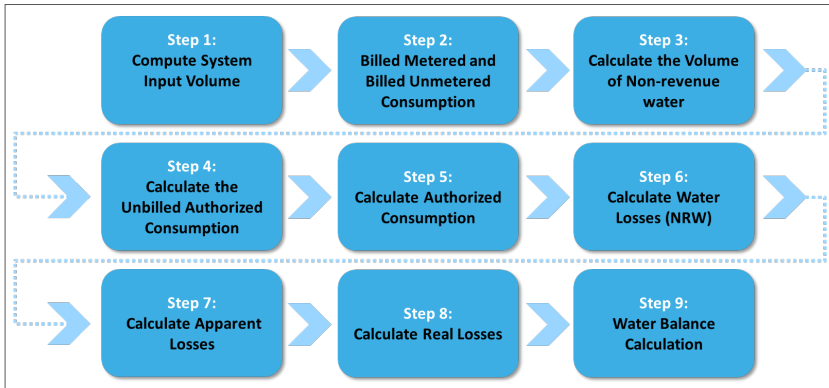 Step 1:
Compute System
Input Volume
Step 2:
Billed Metered and
Billed Unmetered
Consumption
Step 3:
Calculate the Volume
of Non-revenue
water
Step 4:
Calculate the
Unbilled Authorized
Consumption
Step 5:
Calculate Authorized
Consumption
Step 6:
Calculate Water
Losses (NRW)
Step 7:
Calculate Apparent
Losses
Step 8:
Calculate Real Losses
Step 9:
Water Balance
Calculation